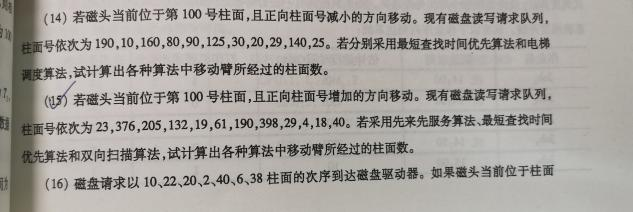 (14) 若磁头当前位于第 100 号柱面,且正向柱面号减小的方向移动。现有磁盘读写请求队列,
柱面号依次为 190,10,160,80,90,125,30,20,29,140,25。若分别采用最短查找时间优先算法和电梯
调度算法,试计算出各种算法中移动臂所经过的柱面数。
(15) 若磁头当前位于第 100 号柱面,且正向柱面号增加的方向移动。现有磁盘读写请求队列,
柱面号依次为 23,376,205,132,19,61,190,398,29,4,18,40。若采用先来先服务算法、最短查找时间
优先算法和双向扫描算法,试计算出各种算法中移动臂所经过的柱面数。
(16) 磁盘请求以 10、22、20、2、40、6、38 柱面的次序到达磁盘驱动器。如果磁头当前位于柱面